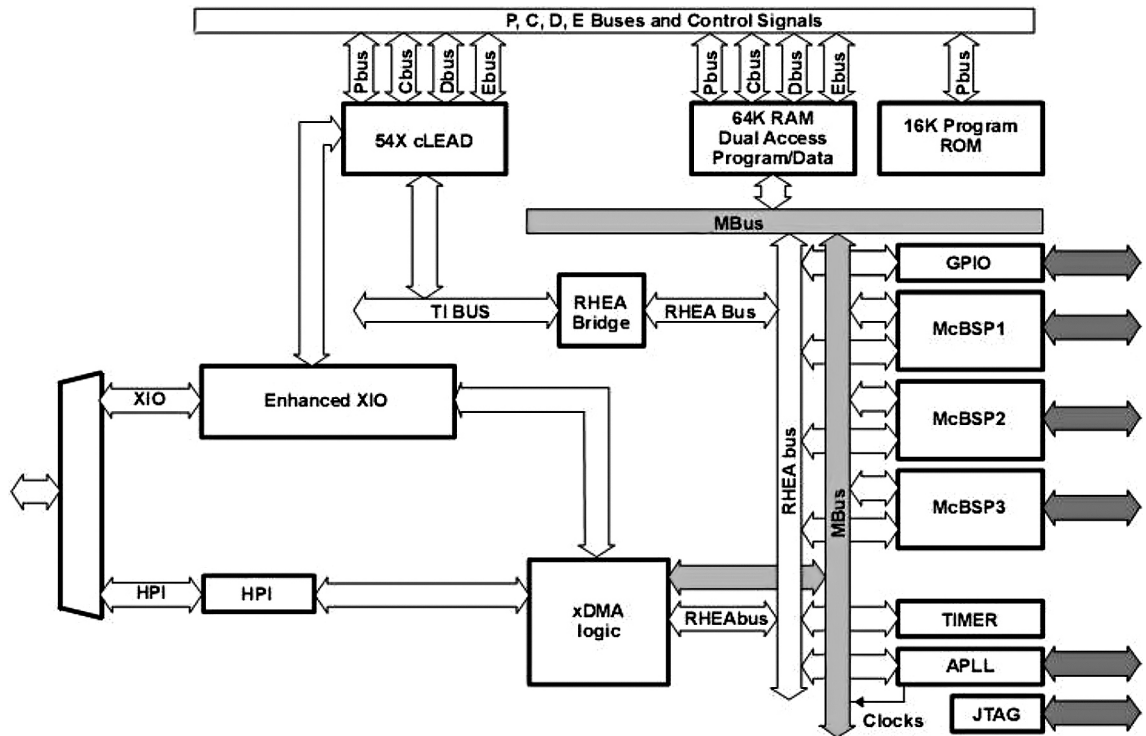 P, C, D, E Buses and Control Signals
Pbus
Cbus
Dbus
Ebus
Pbus
Cbus
Dbus
Ebus
Pbus
54X cLEAD
64K RAM
Dual Access
Program/Data
16K Program
ROM
MBus
GPIO
TI BUS
RHEA
Bridge
RHEA Bus
McBSP1
XIO
Enhanced XIO
McBSP2
RHEA bus
MBus
McBSP3
HPI
HPI
xDMA
logic
RHEAbus
TIMER
APLL
Clocks
JTAG